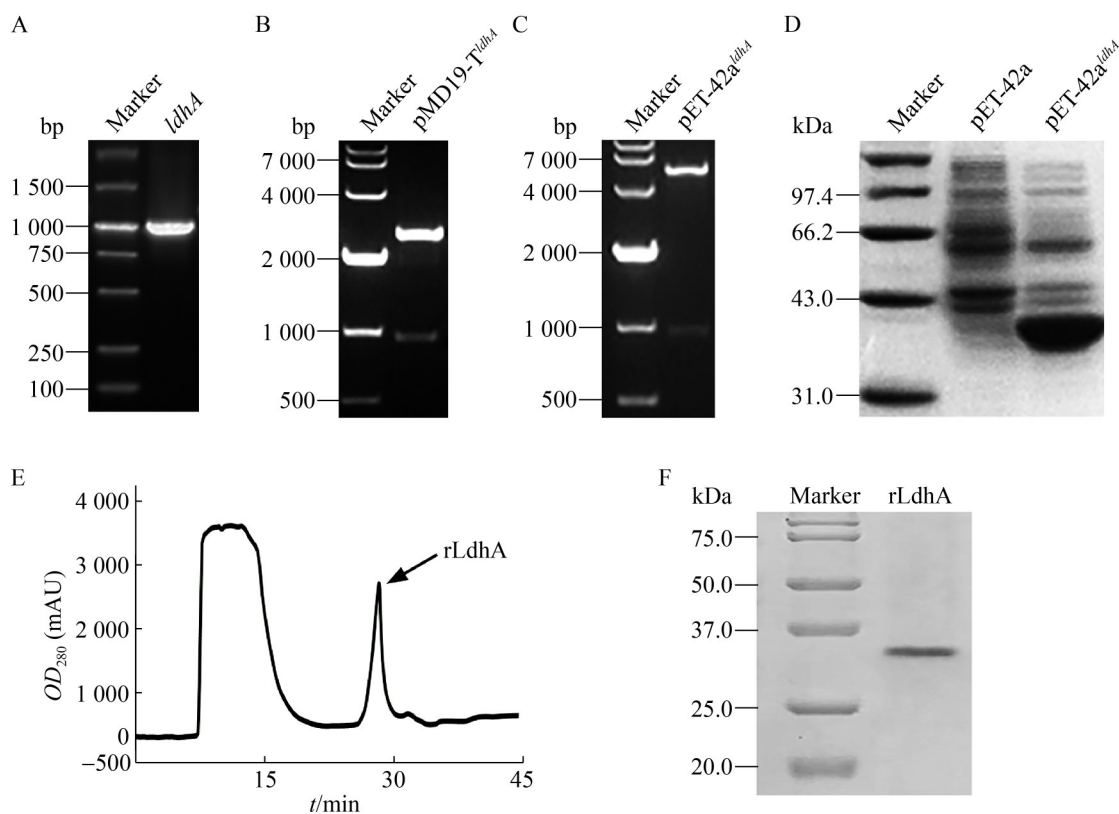 A
bp
Marker
ldhA
1 500
1 000
750
500
250
100
B
bp
Marker
pMD19-T^ldhA
7 000
4 000
2 000
1 000
500
C
bp
Marker
pET-42a^ldhA
7 000
4 000
2 000
1 000
500
D
kDa
Marker
pET-42a
pET-42a^ldhA
97.4
66.2
43.0
31.0
E
OD₂₈₀ (mAU)
4 000
3 000
2 000
1 000
0
−500
15
30
45
t/min
rLdhA
F
kDa
Marker
rLdhA
75.0
50.0
37.0
25.0
20.0